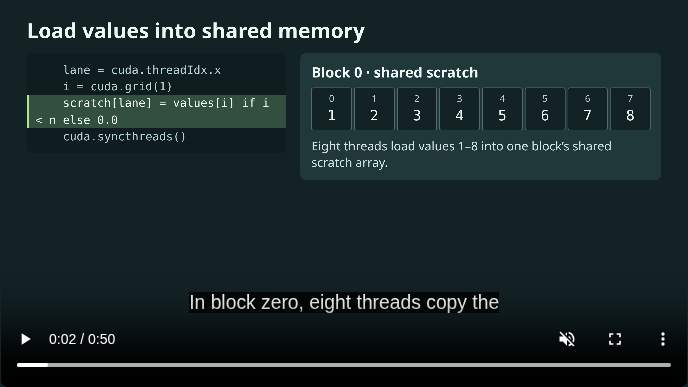 Load values into shared memory
lane = cuda.threadIdx.x
i = cuda.grid(1)
scratch[lane] = values[i] if i
< n else 0.0
cuda.syncthreads()
Block 0 · shared scratch
0 1 2 3 4 5 6 7
1 2 3 4 5 6 7 8
Eight threads load values 1–8 into one block's shared
scratch array.
In block zero, eight threads copy the
0:02 / 0:50